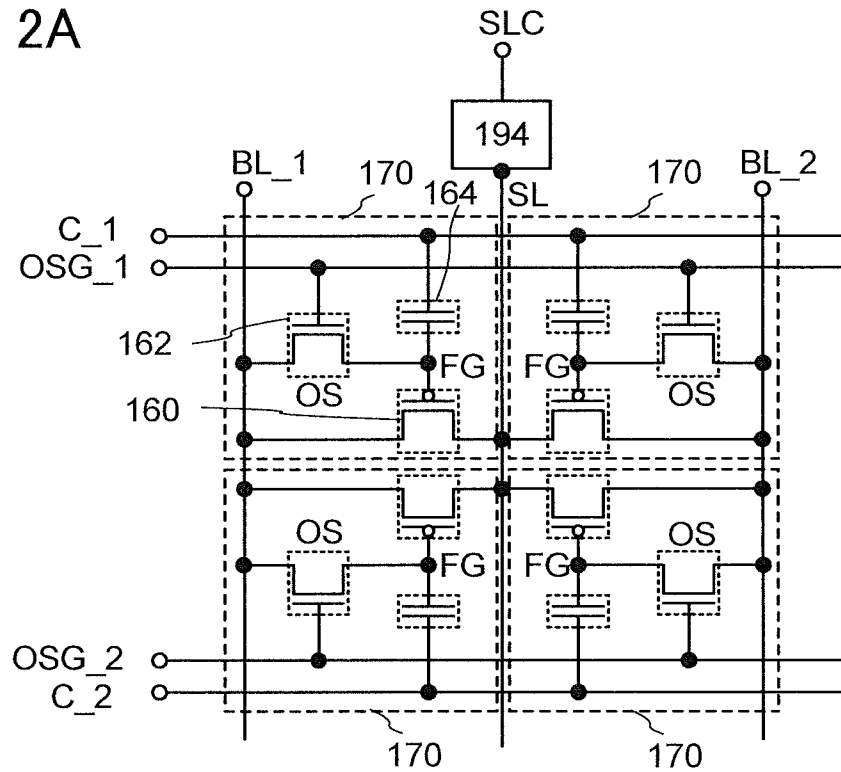 2A
SLC
194
BL_1
170
164
SL
170
BL_2
C_1
OSG_1
162
OS
FG
FG
OS
160
OS
FG
FG
OS
OSG_2
C_2
170
170